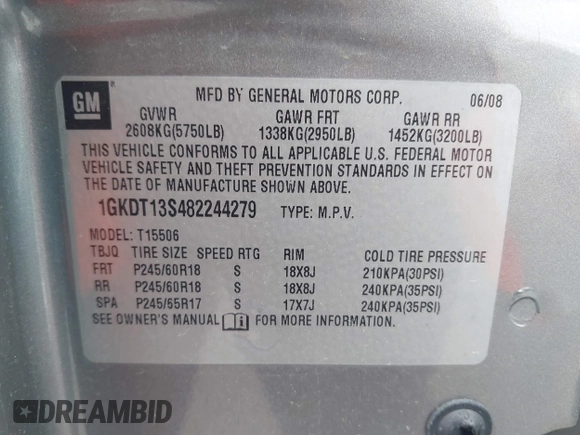 GM
MFD BY GENERAL MOTORS CORP. 06/08
GVWR GAWR FRT GAWR RR
2608KG(5750LB) 1338KG(2950LB) 1452KG(3200LB)
THIS VEHICLE CONFORMS TO ALL APPLICABLE U.S. FEDERAL MOTOR
VEHICLE SAFETY AND THEFT PREVENTION STANDARDS IN EFFECT ON
THE DATE OF MANUFACTURE SHOWN ABOVE.
1GKDT13S482244279 TYPE: M.P.V.
MODEL: T15506
TBJQ TIRE SIZE SPEED RTG RIM COLD TIRE PRESSURE
FRT P245/60R18 S 18X8J 210KPA(30PSI)
RR P245/60R18 S 18X8J 240KPA(35PSI)
SPA P245/65R17 S 17X7J 240KPA(35PSI)
SEE OWNER'S MANUAL i FOR MORE INFORMATION.
DREAMBID